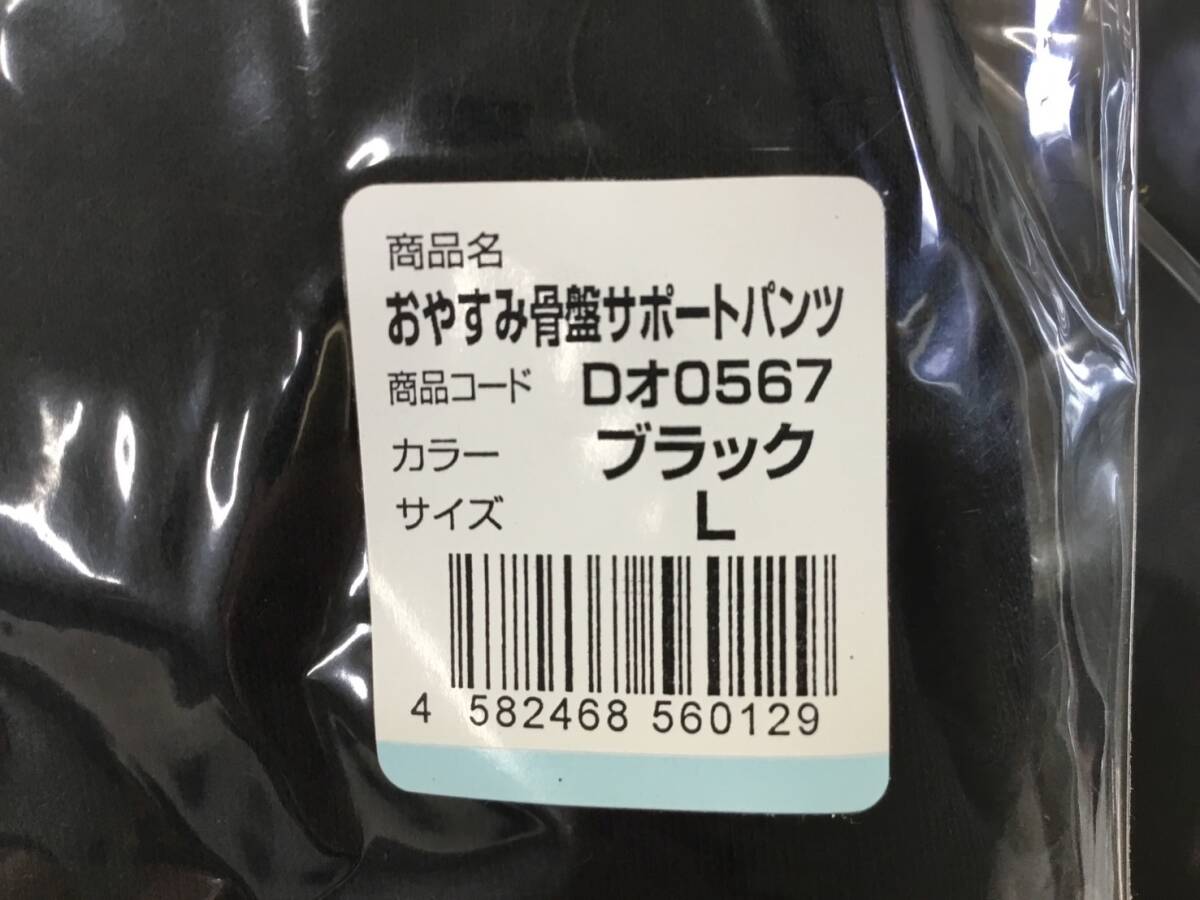 商品名
おやすみ骨盤サポートパンツ
商品コード Dオ0567
カラー ブラック
サイズ L
4 582468 560129